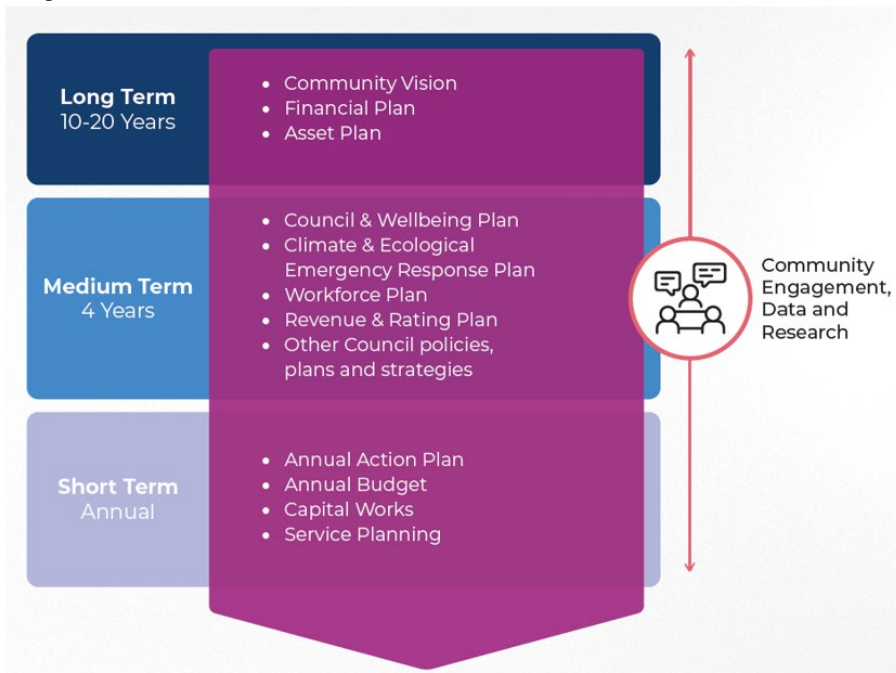 Long Term
10-20 Years
• Community Vision
• Financial Plan
• Asset Plan
Medium Term
4 Years
• Council & Wellbeing Plan
• Climate & Ecological
Emergency Response Plan
• Workforce Plan
• Revenue & Rating Plan
• Other Council policies,
plans and strategies
Short Term
Annual
• Annual Action Plan
• Annual Budget
• Capital Works
• Service Planning
Community
Engagement,
Data and
Research